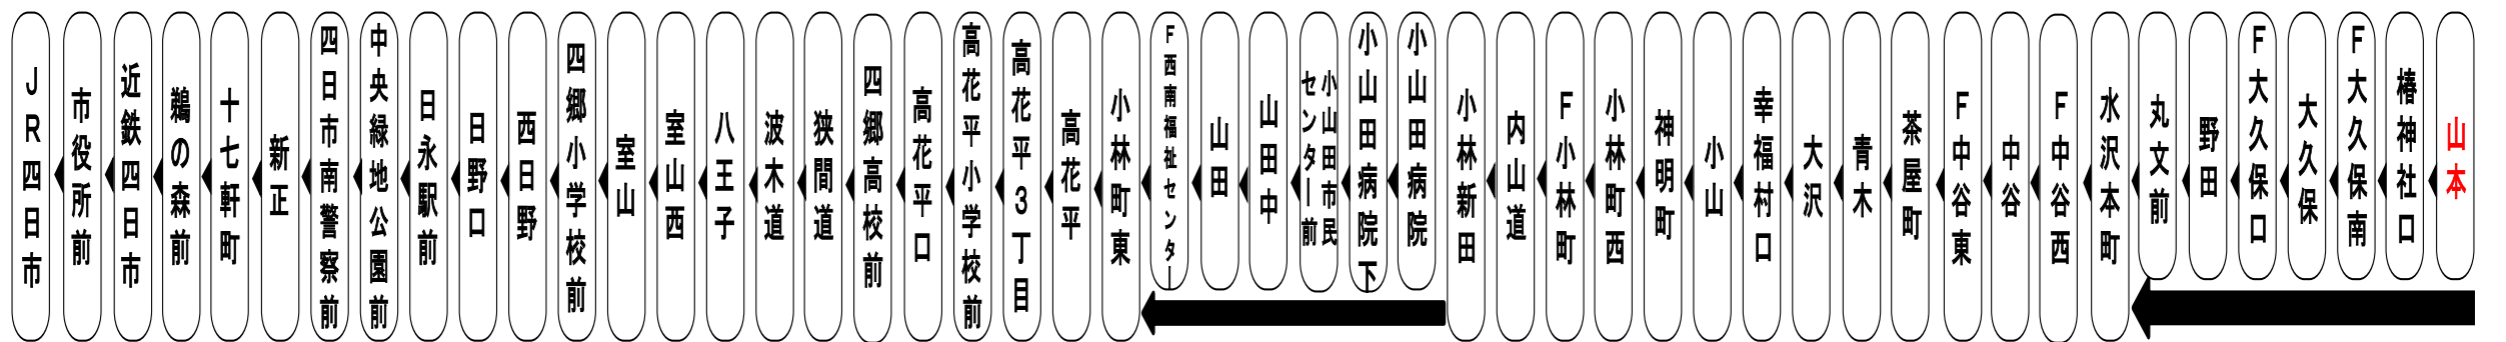 山本
椿神社口
F大久保南
大久保
F大久保口
野田
丸文前
水沢本町
F中谷西
中谷
F中谷東
茶屋町
青木
大沢
幸福村口
小山
神明町
小林町西
F小林町
内山道
小林新田
小山田病院
小山田病院下
小山田市民
センター前
山田中
山田
F西南福祉センター
小林町東
高花平
高花平3丁目
高花平小学校前
高花平口
四郷高校前
狭間道
波木道
八王子
室山西
室山
四郷小学校前
西日野
日野口
日永駅前
中央緑地公園前
四日市南警察前
新正
十七軒町
鵜の森前
近鉄四日市
市役所前
JR四日市